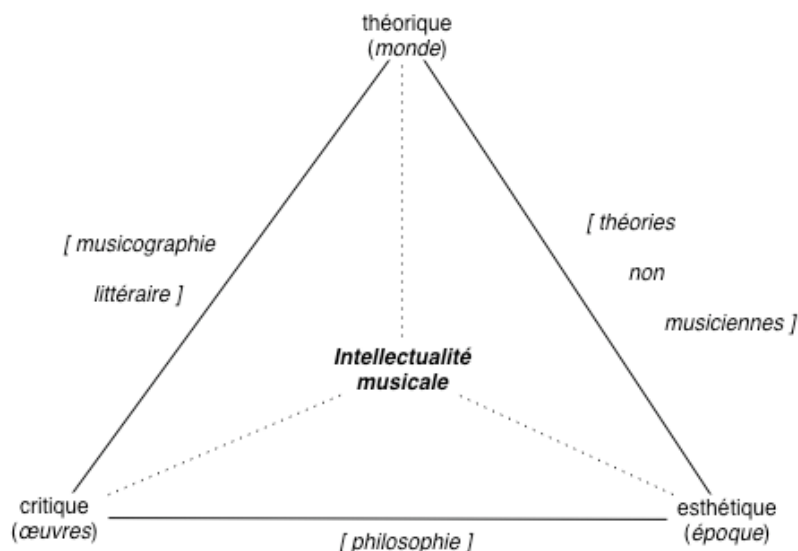 théorique
(monde)
[ musicographie
littéraire ]
[ théories
non
musiciennes ]
Intellectualité
musicale
critique
(œuvres)
[ philosophie ]
esthétique
(époque)